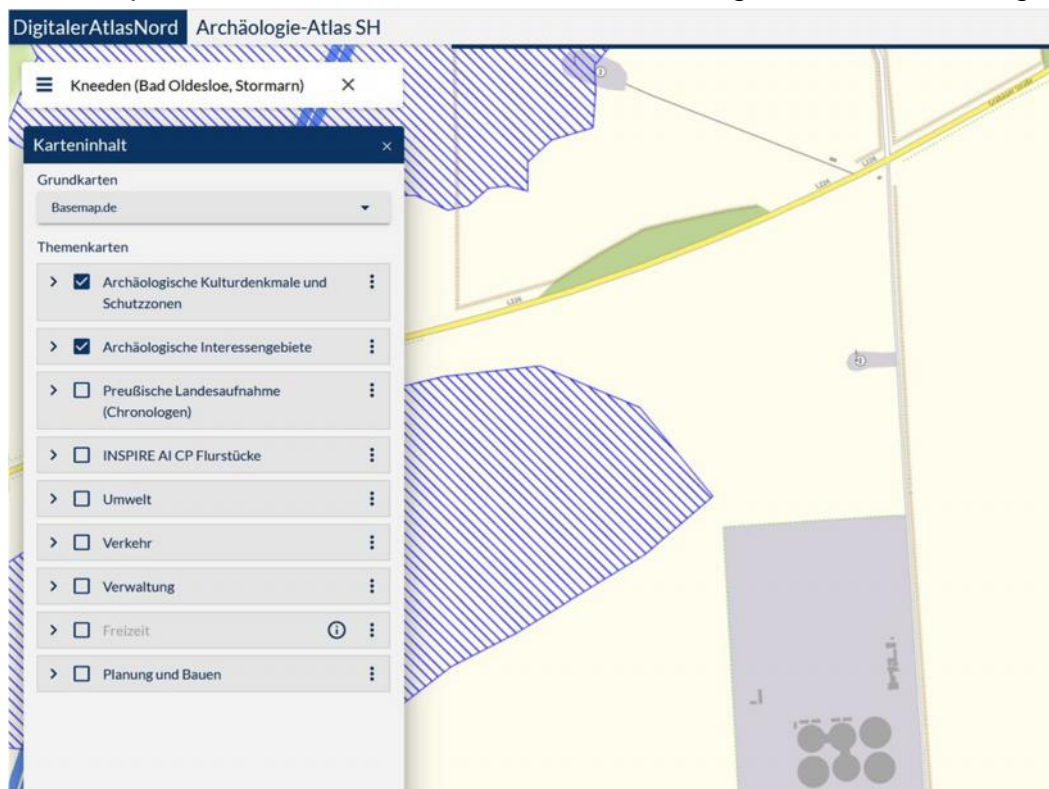 DigitalerAtlasNord Archäologie-Atlas SH
Kneeden (Bad Oldesloe, Stormarn)
Karteninhalt
Grundkarten
Basemap.de
Themenkarten
Archäologische Kulturdenkmale und
Schutzzonen
Archäologische Interessengebiete
Preußische Landesaufnahme
(Chronologen)
INSPIRE AI CP Flurstücke
Umwelt
Verkehr
Verwaltung
Freizeit
Planung und Bauen
L226
L226
L226